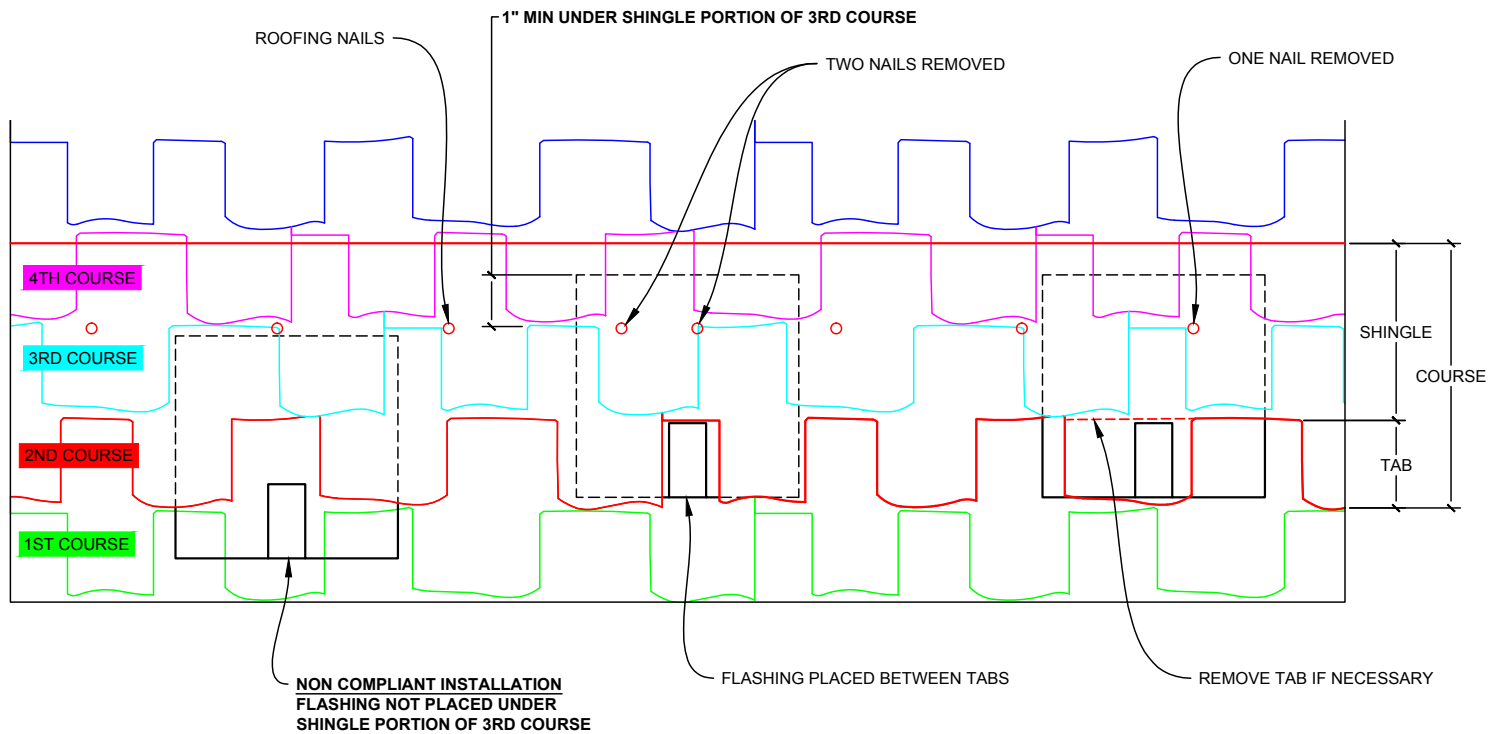 1" MIN UNDER SHINGLE PORTION OF 3RD COURSE
ROOFING NAILS
TWO NAILS REMOVED
ONE NAIL REMOVED
4TH COURSE
3RD COURSE
2ND COURSE
1ST COURSE
SHINGLE
COURSE
TAB
NON COMPLIANT INSTALLATION
FLASHING NOT PLACED UNDER
SHINGLE PORTION OF 3RD COURSE
FLASHING PLACED BETWEEN TABS
REMOVE TAB IF NECESSARY